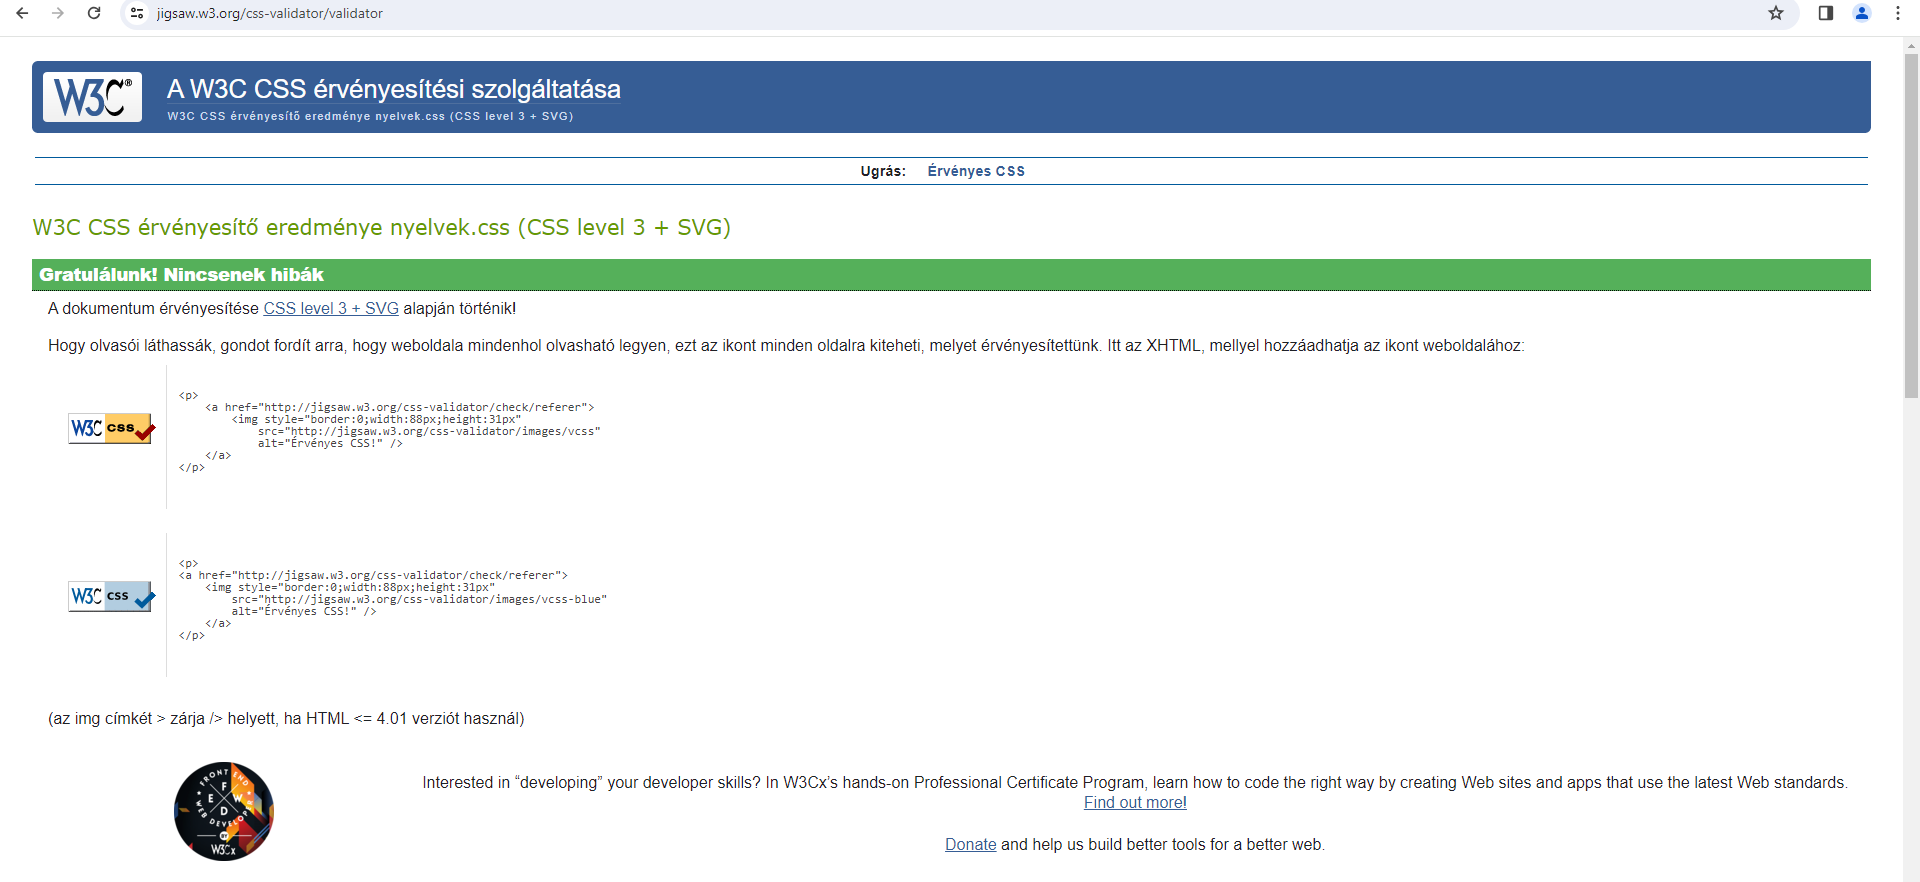 jigsaw.w3.org/css-validator/validator
W3C®
A W3C CSS érvényesítési szolgáltatása
W3C CSS érvényesítő eredménye nyelvek.css (CSS level 3 + SVG)
Ugrás: Érvényes CSS
W3C CSS érvényesítő eredménye nyelvek.css (CSS level 3 + SVG)
Gratulálunk! Nincsenek hibák
A dokumentum érvényesítése CSS level 3 + SVG alapján történik!
Hogy olvasói láthassák, gondot fordít arra, hogy weboldala mindenhol olvasható legyen, ezt az ikont minden oldalra kiteheti, melyet érvényesítettünk. Itt az XHTML, mellyel hozzáadhatja az ikont weboldalához:
W3C css
<p>
<a href="http://jigsaw.w3.org/css-validator/check/referer">
<img style="border:0;width:88px;height:31px"
src="http://jigsaw.w3.org/css-validator/images/vcss"
alt="Érvényes CSS!" />
</a>
</p>
W3C css
<p>
<a href="http://jigsaw.w3.org/css-validator/check/referer">
<img style="border:0;width:88px;height:31px"
src="http://jigsaw.w3.org/css-validator/images/vcss-blue"
alt="Érvényes CSS!" />
</a>
</p>
(az img címkét > zárja /> helyett, ha HTML <= 4.01 verziót használ)
FRONT END
F
E W
D
WEB DEVELOPER
W3Cx
Interested in “developing” your developer skills? In W3Cx’s hands-on Professional Certificate Program, learn how to code the right way by creating Web sites and apps that use the latest Web standards.
Find out more!
Donate and help us build better tools for a better web.